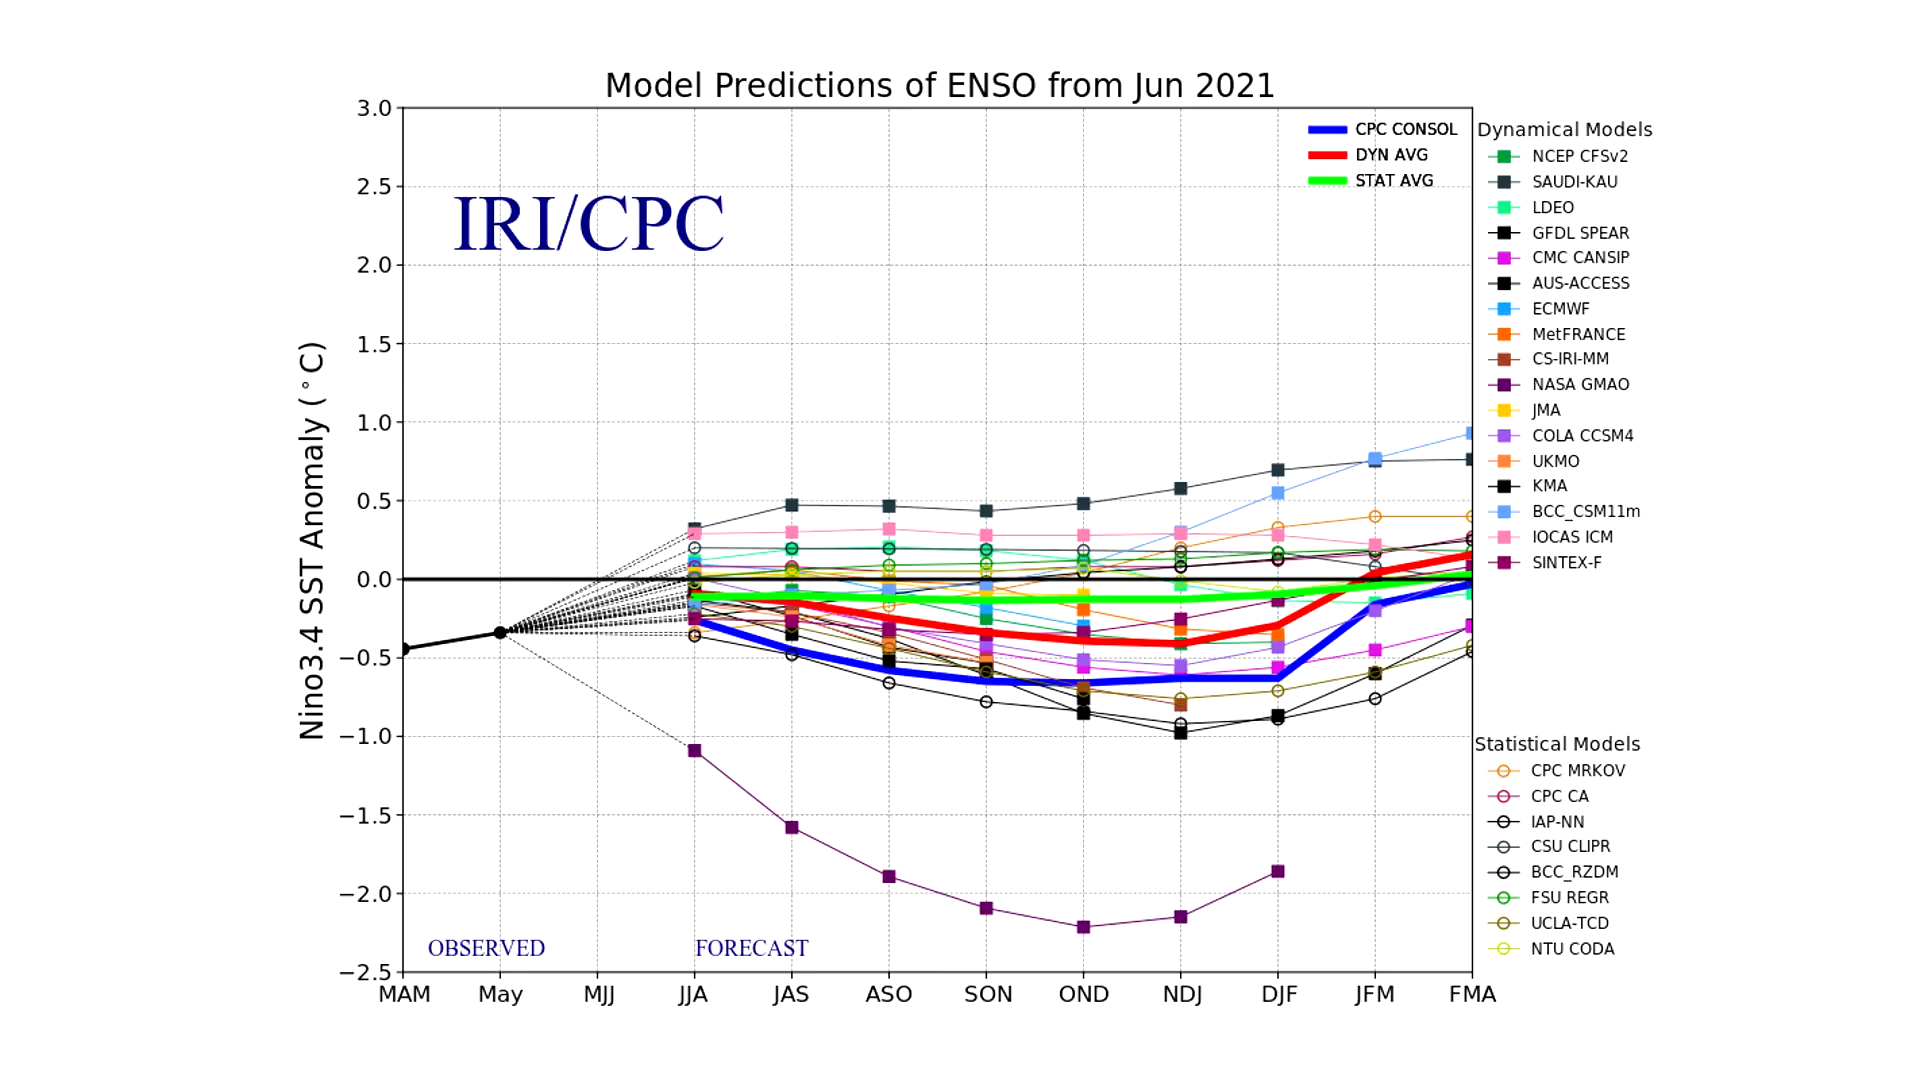 Model Predictions of ENSO from Jun 2021
IRI/CPC
Nino3.4 SST Anomaly (°C)
3.0
2.5
2.0
1.5
1.0
0.5
0.0
−0.5
−1.0
−1.5
−2.0
−2.5
OBSERVED
FORECAST
MAM May MJJ JJA JAS ASO SON OND NDJ DJF JFM FMA
CPC CONSOL
DYN AVG
STAT AVG
Dynamical Models
NCEP CFSv2
SAUDI-KAU
LDEO
GFDL SPEAR
CMC CANSIP
AUS-ACCESS
ECMWF
MetFRANCE
CS-IRI-MM
NASA GMAO
JMA
COLA CCSM4
UKMO
KMA
BCC_CSM11m
IOCAS ICM
SINTEX-F
Statistical Models
CPC MRKOV
CPC CA
IAP-NN
CSU CLIPR
BCC_RZDM
FSU REGR
UCLA-TCD
NTU CODA